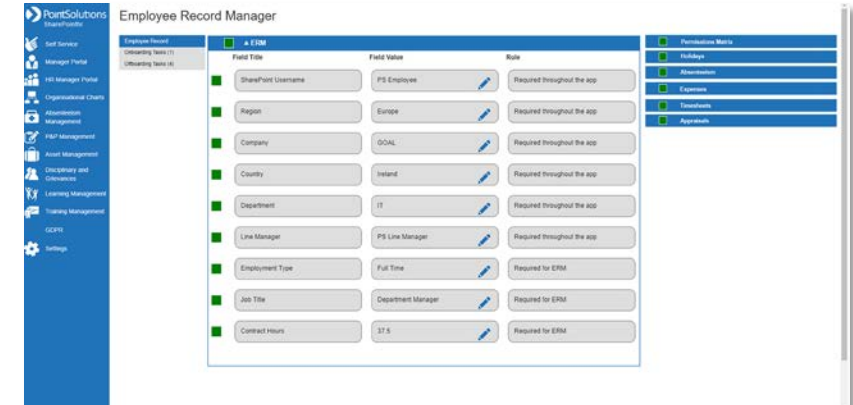 PointSolutions
SharePointHr
Employee Record Manager
Self Service
Manager Portal
HR Manager Portal
Organisational Charts
Absenteeism
Management
P&P Management
Asset Management
Disciplinary and
Grievances
Learning Management
Training Management
GDPR
Settings
Employee Record
Onboarding Tasks (1)
Offboarding Tasks (4)
▲ ERM
Field Title Field Value Rule
SharePoint Username PS Employee Required throughout the app
Region Europe Required throughout the app
Company GOAL Required throughout the app
Country Ireland Required throughout the app
Department IT Required throughout the app
Line Manager PS Line Manager Required throughout the app
Employment Type Full Time Required for ERM
Job Title Department Manager Required for ERM
Contract Hours 37.5 Required for ERM
Permissions Matrix
Holidays
Absenteeism
Expenses
Timesheets
Appraisals